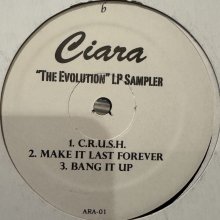 b
Ciara
"The Evolution" LP Sampler
1. C.R.U.S.H.
2. Make It Last Forever
3. Bang It Up
ARA-01